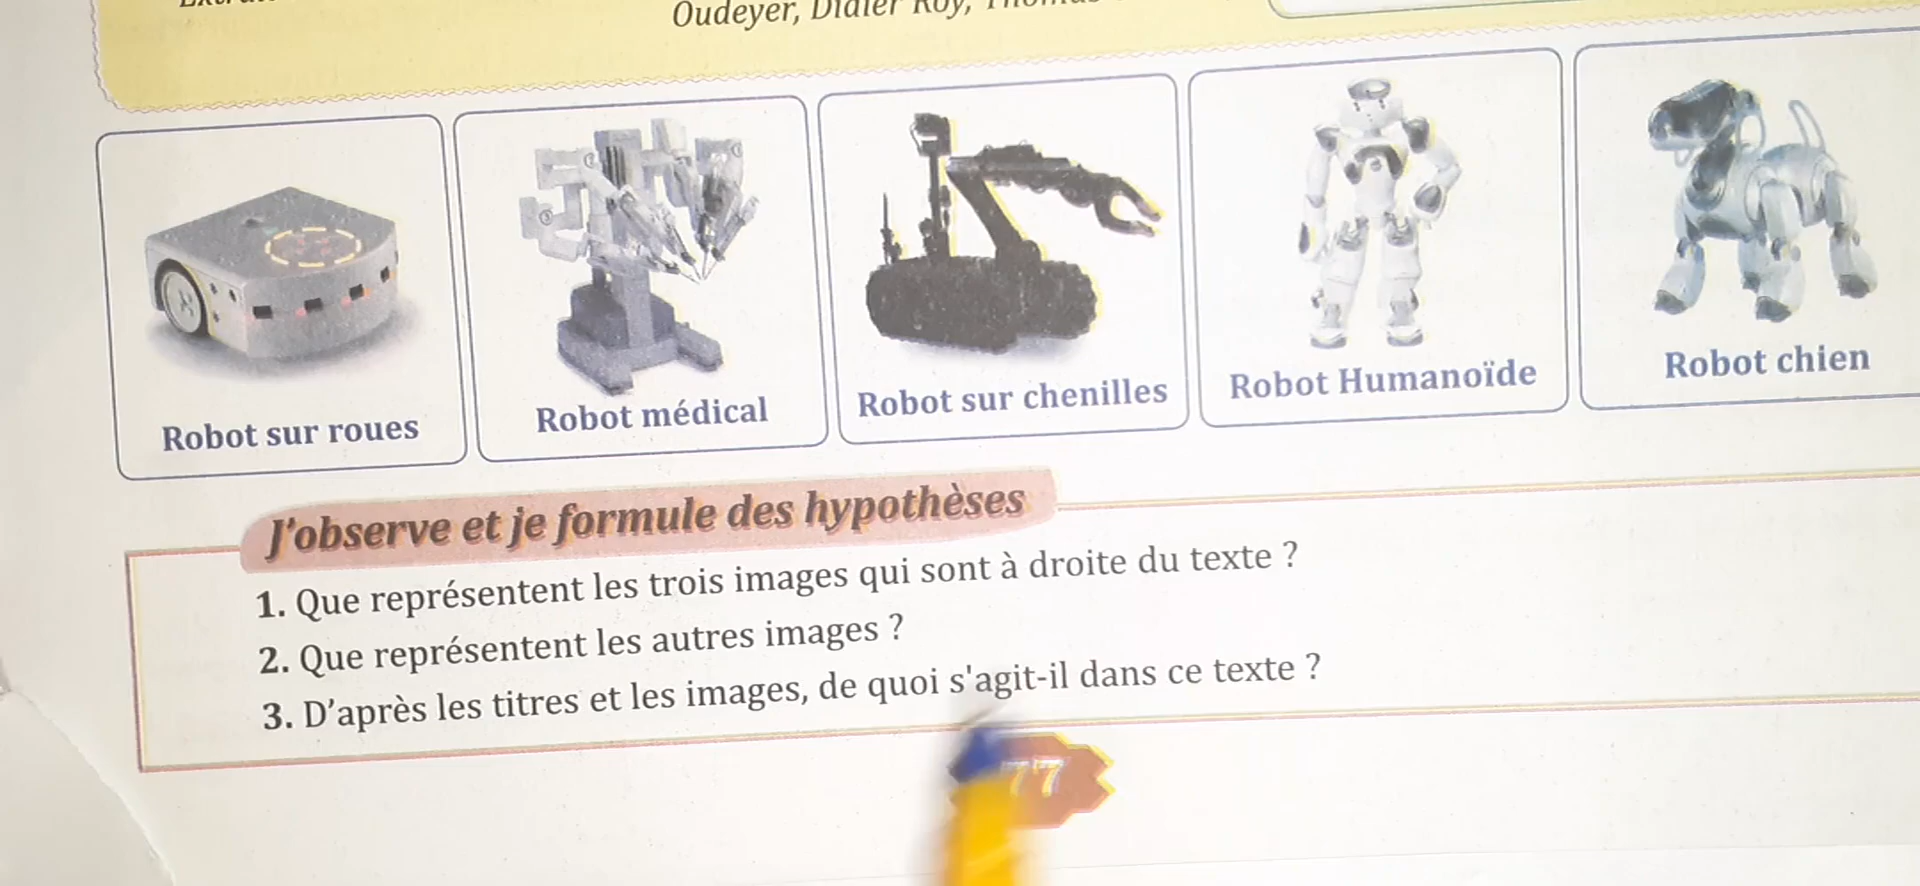 Oudeyer, Didier Roy,
Robot sur roues
Robot médical
Robot sur chenilles
Robot Humanoïde
Robot chien
J'observe et je formule des hypothèses
1. Que représentent les trois images qui sont à droite du texte ?
2. Que représentent les autres images ?
3. D'après les titres et les images, de quoi s'agit-il dans ce texte ?
77